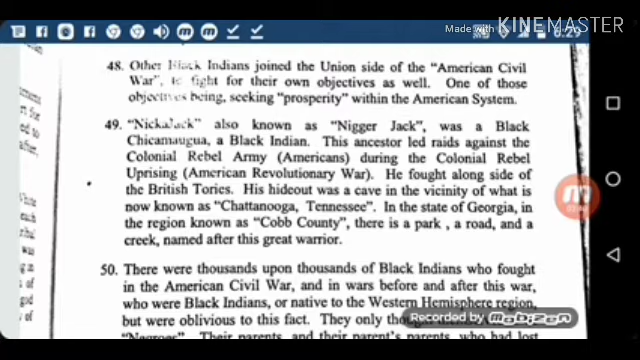 Made with KINEMASTER
6:29
48. Other Black Indians joined the Union side of the "American Civil
War", to fight for their own objectives as well. One of those
objectives being, seeking "prosperity" within the American System.
49. "NickaJack" also known as "Nigger Jack", was a Black
Chicamaugua, a Black Indian. This ancestor led raids against the
Colonial Rebel Army (Americans) during the Colonial Rebel
Uprising (American Revolutionary War). He fought along side of
the British Tories. His hideout was a cave in the vicinity of what is
now known as "Chattanooga, Tennessee". In the state of Georgia, in
the region known as "Cobb County", there is a park , a road, and a
creek, named after this great warrior.
50. There were thousands upon thousands of Black Indians who fought
in the American Civil War, and in wars before and after this war,
who were Black Indians, or native to the Western Hemisphere region,
but were oblivious to this fact. They only
Recorded by Mobizen
"Negroes". Their parents, and their parent's parents, who had lost